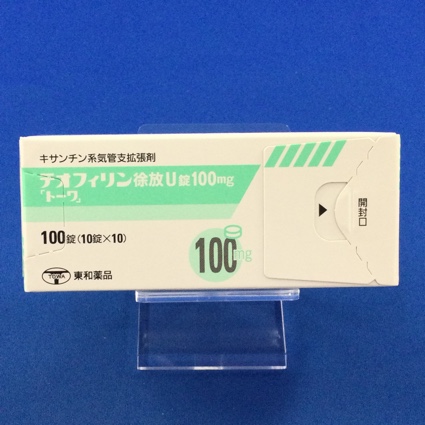 キサンチン系気管支拡張剤
テオフィリン徐放U錠100mg
「トーワ」
100錠(10錠×10)
100mg
TOWA
東和薬品
開封口